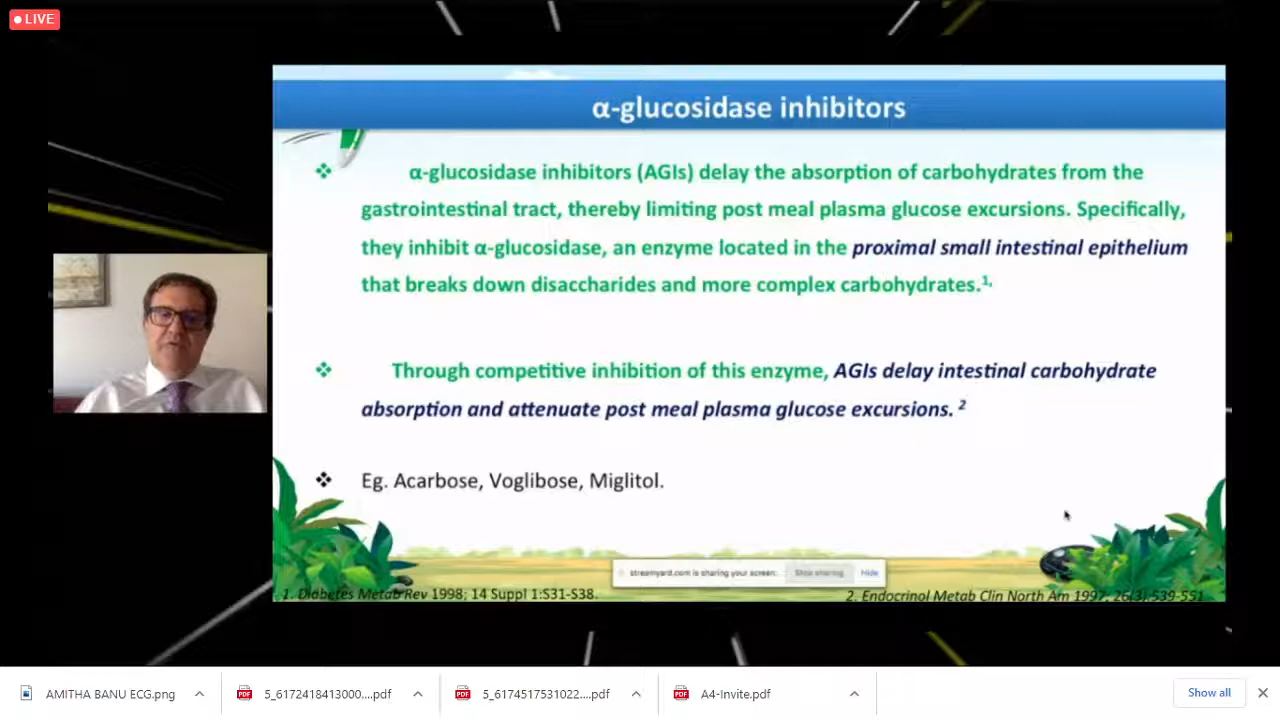 LIVE
α-glucosidase inhibitors
α-glucosidase inhibitors (AGIs) delay the absorption of carbohydrates from the
gastrointestinal tract, thereby limiting post meal plasma glucose excursions. Specifically,
they inhibit α-glucosidase, an enzyme located in the proximal small intestinal epithelium
that breaks down disaccharides and more complex carbohydrates.1,
Through competitive inhibition of this enzyme, AGIs delay intestinal carbohydrate
absorption and attenuate post meal plasma glucose excursions. 2
Eg. Acarbose, Voglibose, Miglitol.
streamyard.com is sharing your screen. Stop sharing Hide
1. Diabetes Metab Rev 1998; 14 Suppl 1:S31-S38.
2. Endocrinol Metab Clin North Am 1997; 26(3):539-551
AMITHA BANU ECG.png
PDF 5_6172418413000....pdf
PDF 5_6174517531022....pdf
PDF A4-Invite.pdf
Show all